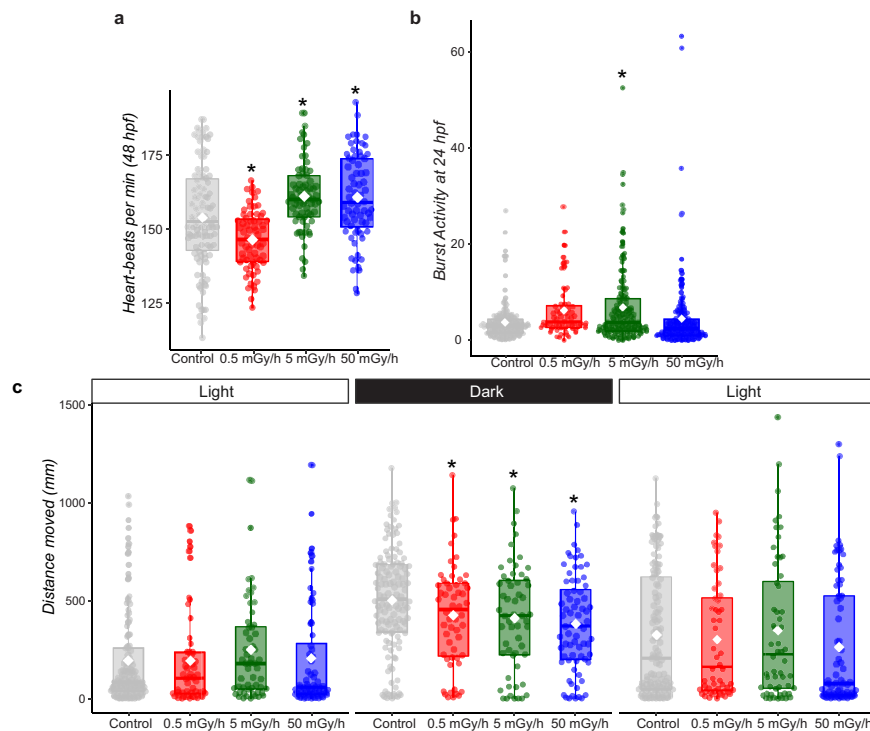 a
Heart-beats per min (48 hpf)
175
150
125
*
*
*
Control 0.5 mGy/h 5 mGy/h 50 mGy/h
b
Burst Activity at 24 hpf
60
40
20
0
*
Control 0.5 mGy/h 5 mGy/h 50 mGy/h
c
Light Dark Light
Distance moved (mm)
1500
1000
500
0
*
*
*
Control 0.5 mGy/h 5 mGy/h 50 mGy/h Control 0.5 mGy/h 5 mGy/h 50 mGy/h Control 0.5 mGy/h 5 mGy/h 50 mGy/h